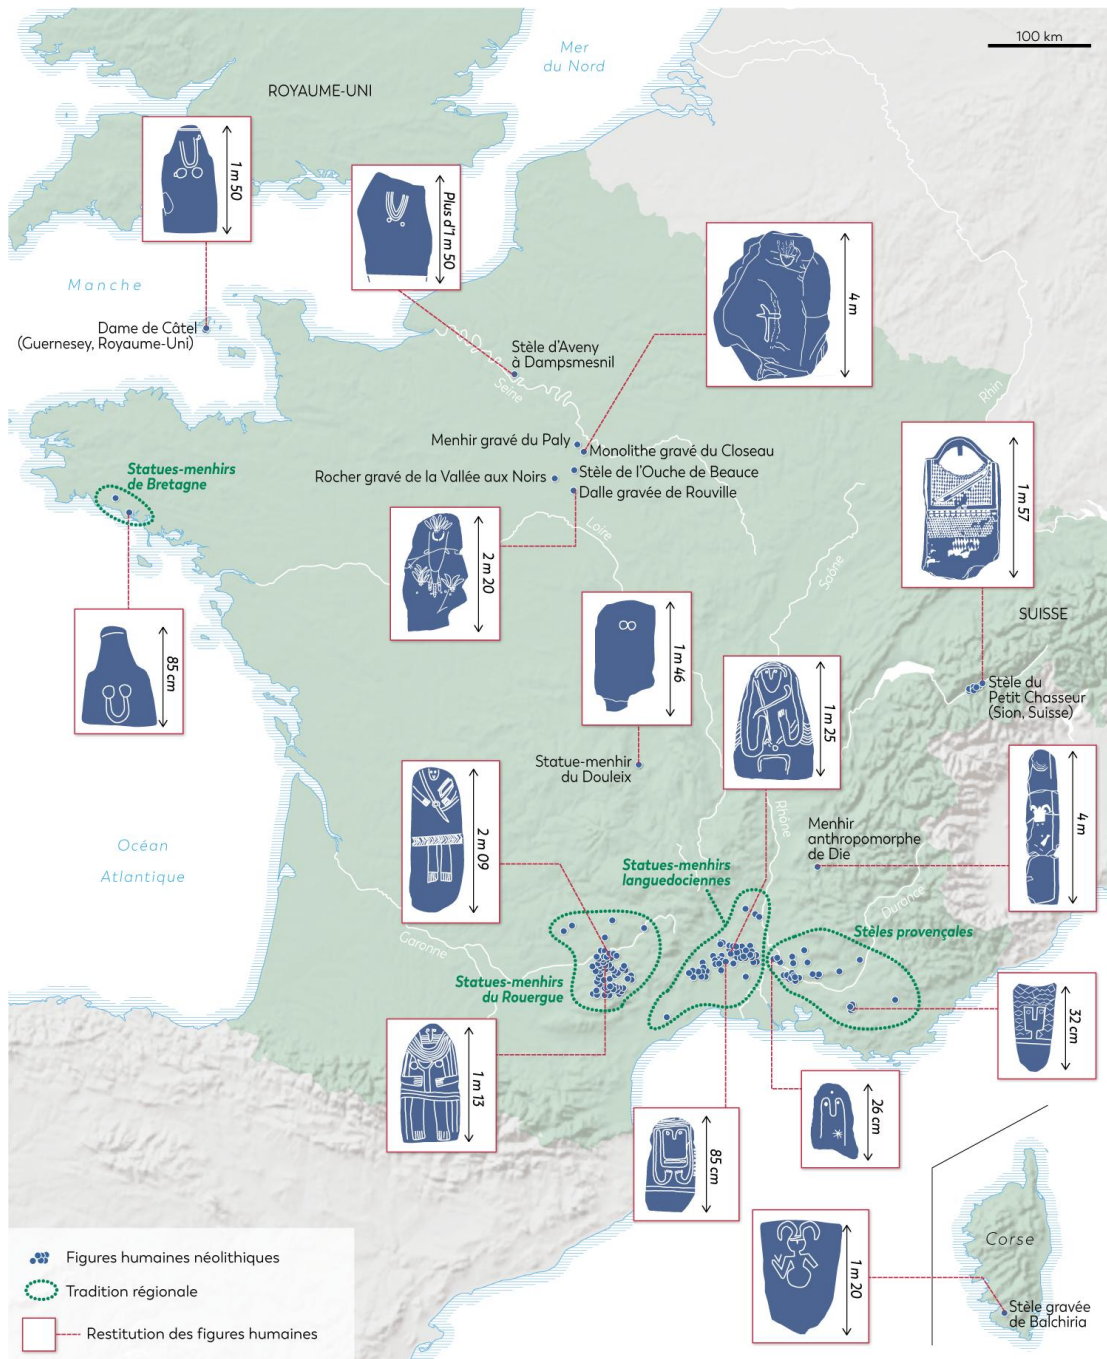 100 km
Mer
du Nord
ROYAUME-UNI
1 m 50
Plus d'1 m 50
4 m
Manche
Dame de Câtel
(Guernesey, Royaume-Uni)
Stèle d'Aveny
à Dampsmesnil
Seine
Rhin
Menhir gravé du Paly
Monolithe gravé du Closeau
Rocher gravé de la Vallée aux Noirs
Stèle de l'Ouche de Beauce
Dalle gravée de Rouville
Statues-menhirs
de Bretagne
1 m 57
2 m 20
Loire
Saône
SUISSE
85 cm
1 m 46
1 m 25
Stèle du
Petit Chasseur
(Sion, Suisse)
Statue-menhir
du Douleix
2 m 09
Rhône
Menhir
anthropomorphe
de Die
4 m
Océan
Atlantique
Statues-menhirs
languedociennes
Durance
Garonne
Stèles provençales
Statues-menhirs
du Rouergue
32 cm
1 m 13
26 cm
85 cm
1 m 20
Corse
Stèle gravée
de Balchiria
Figures humaines néolithiques
Tradition régionale
Restitution des figures humaines